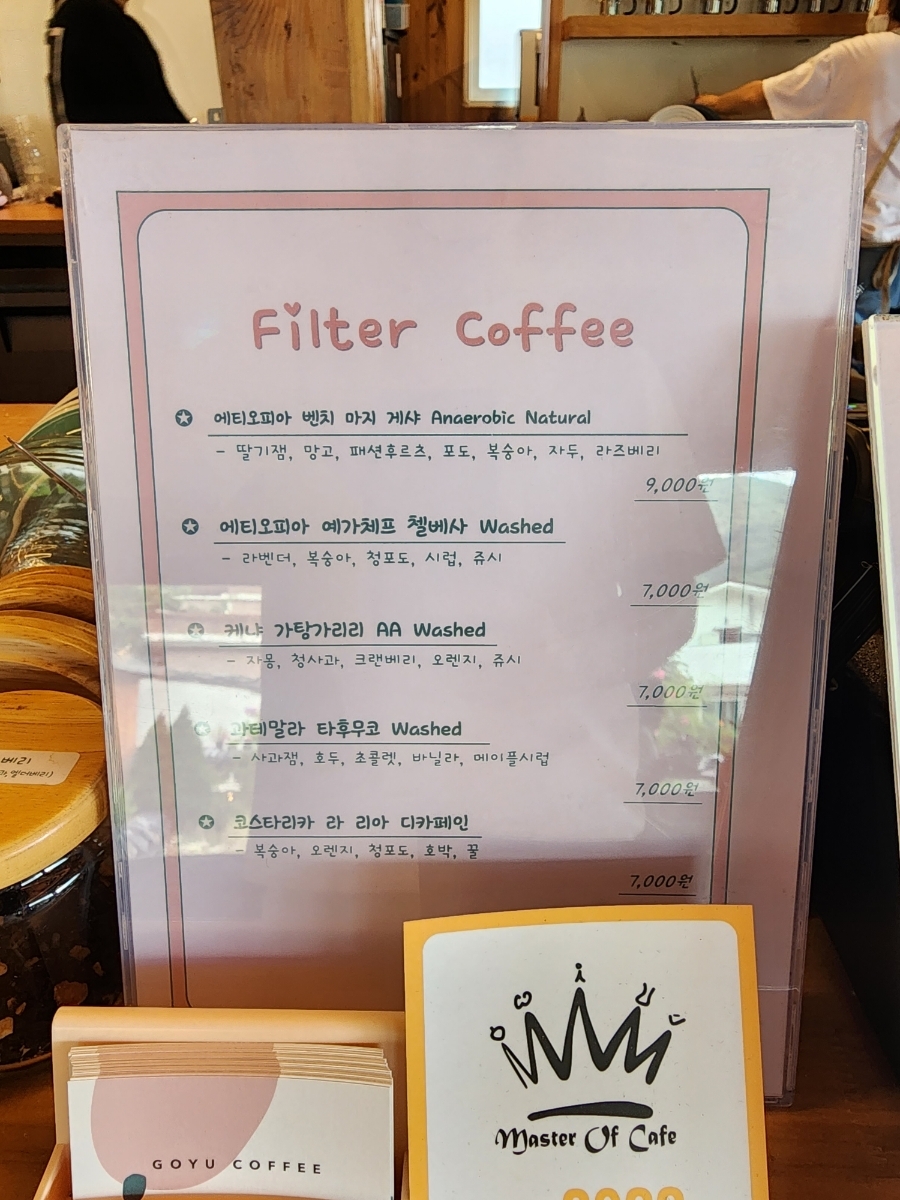 Filter Coffee
에티오피아 벤치 마지 게샤 Anaerobic Natural
- 딸기잼, 망고, 패션후르츠, 포도, 복숭아, 자두, 라즈베리
9,000원
에티오피아 예가체프 첼베사 Washed
- 라벤더, 복숭아, 청포도, 시럽, 쥬시
7,000원
케냐 가탕가리리 AA Washed
- 자몽, 청사과, 크랜베리, 오렌지, 쥬시
7,000원
과테말라 타후무코 Washed
- 사과잼, 호두, 초콜렛, 바닐라, 메이플시럽
7,000원
코스타리카 라 리아 디카페인
- 복숭아, 오렌지, 청포도, 호박, 꿀
7,000원
베리
Master Of Cafe
GOYU COFFEE